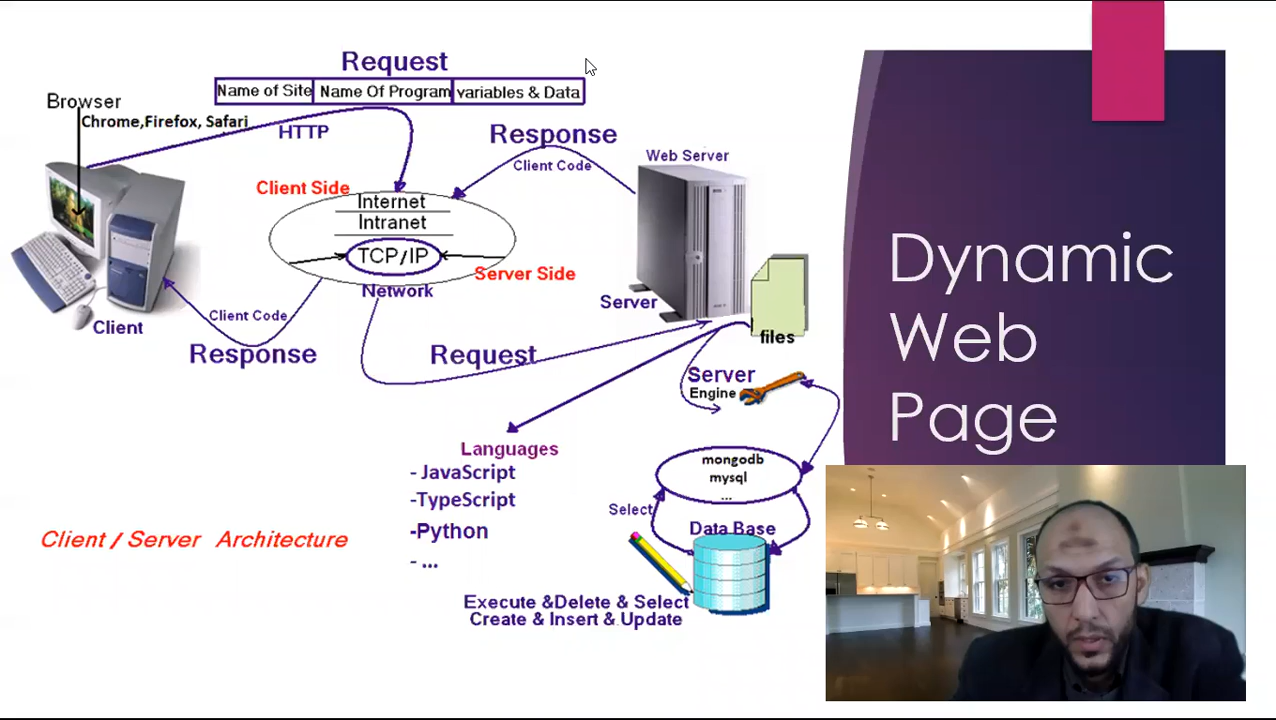 Request
Name of Site Name Of Program variables & Data
Browser
Chrome,Firefox, Safari
HTTP
Response
Client Code
Web Server
Client Side
Internet
Intranet
TCP/IP
Server Side
Network
Server
files
Client
Client Code
Response
Request
Server
Engine
Languages
- JavaScript
-TypeScript
-Python
- ...
mongodb
mysql
...
Select
Data Base
Execute &Delete & Select
Create & Insert & Update
Client / Server Architecture
Dynamic
Web
Page